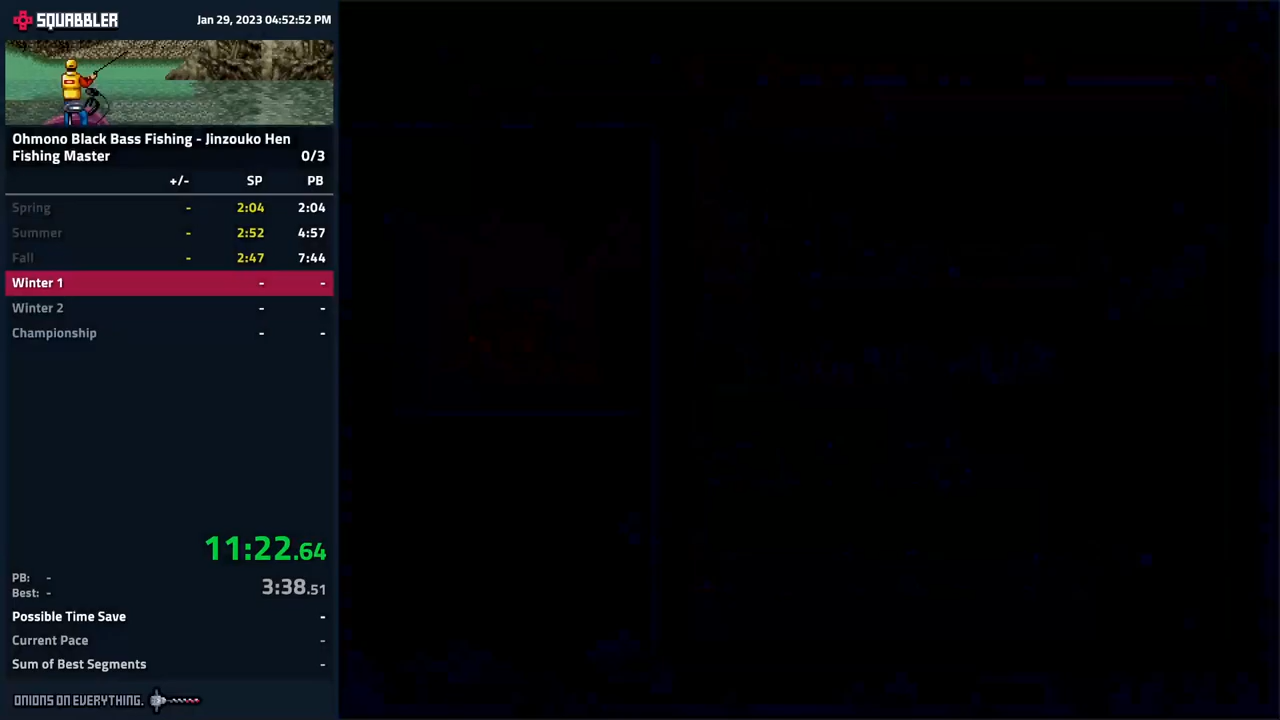 SQUABBLER
Jan 29, 2023 04:52:52 PM
Ohmono Black Bass Fishing - Jinzouko Hen
Fishing Master 0/3
+/- SP PB
Spring - 2:04 2:04
Summer - 2:52 4:57
Fall - 2:47 7:44
Winter 1 - -
Winter 2 - -
Championship - -
11:22.64
PB: -
Best: -
3:38.51
Possible Time Save -
Current Pace -
Sum of Best Segments -
ONIONS ON EVERYTHING.